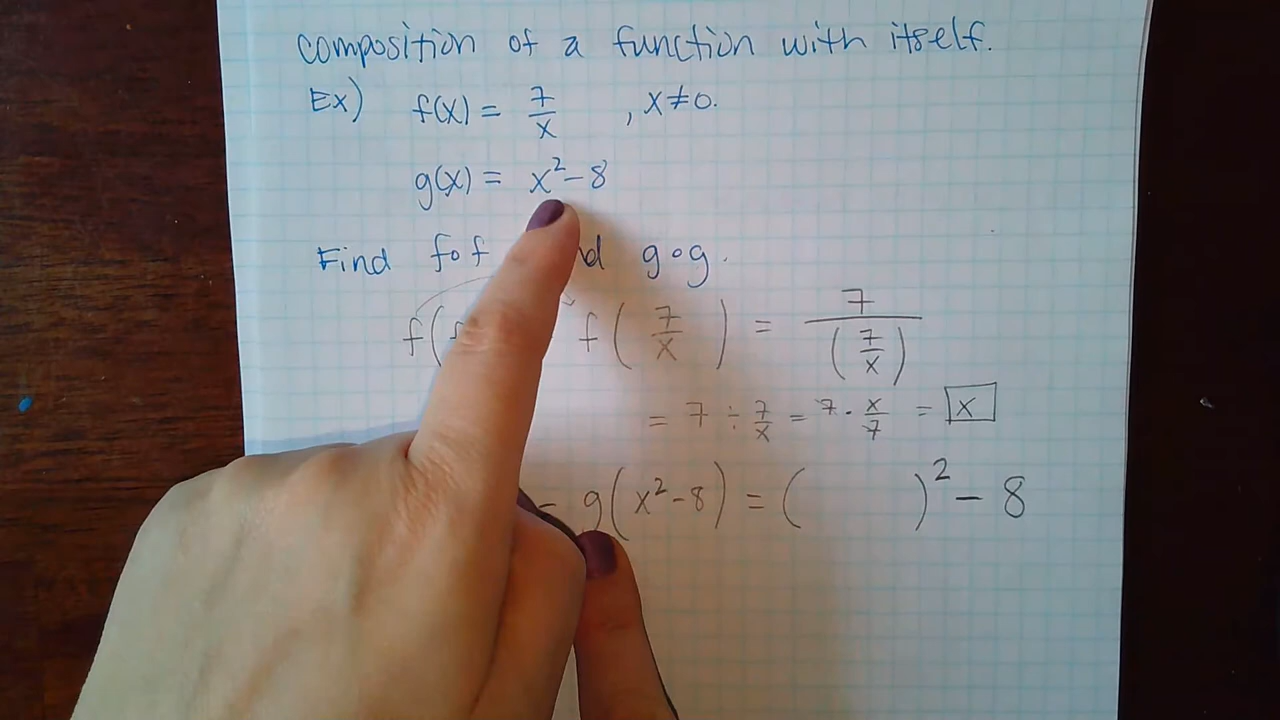 composition of a function with itself.
Ex) f(x) = 7/x , x≠0.
g(x) = x²-8
Find f∘f g∘g.
f( f(7/x) = 7/(7/x)
= 7 ÷ 7/x = 7 · x/7 = x
= g(x²-8) = ( )² - 8